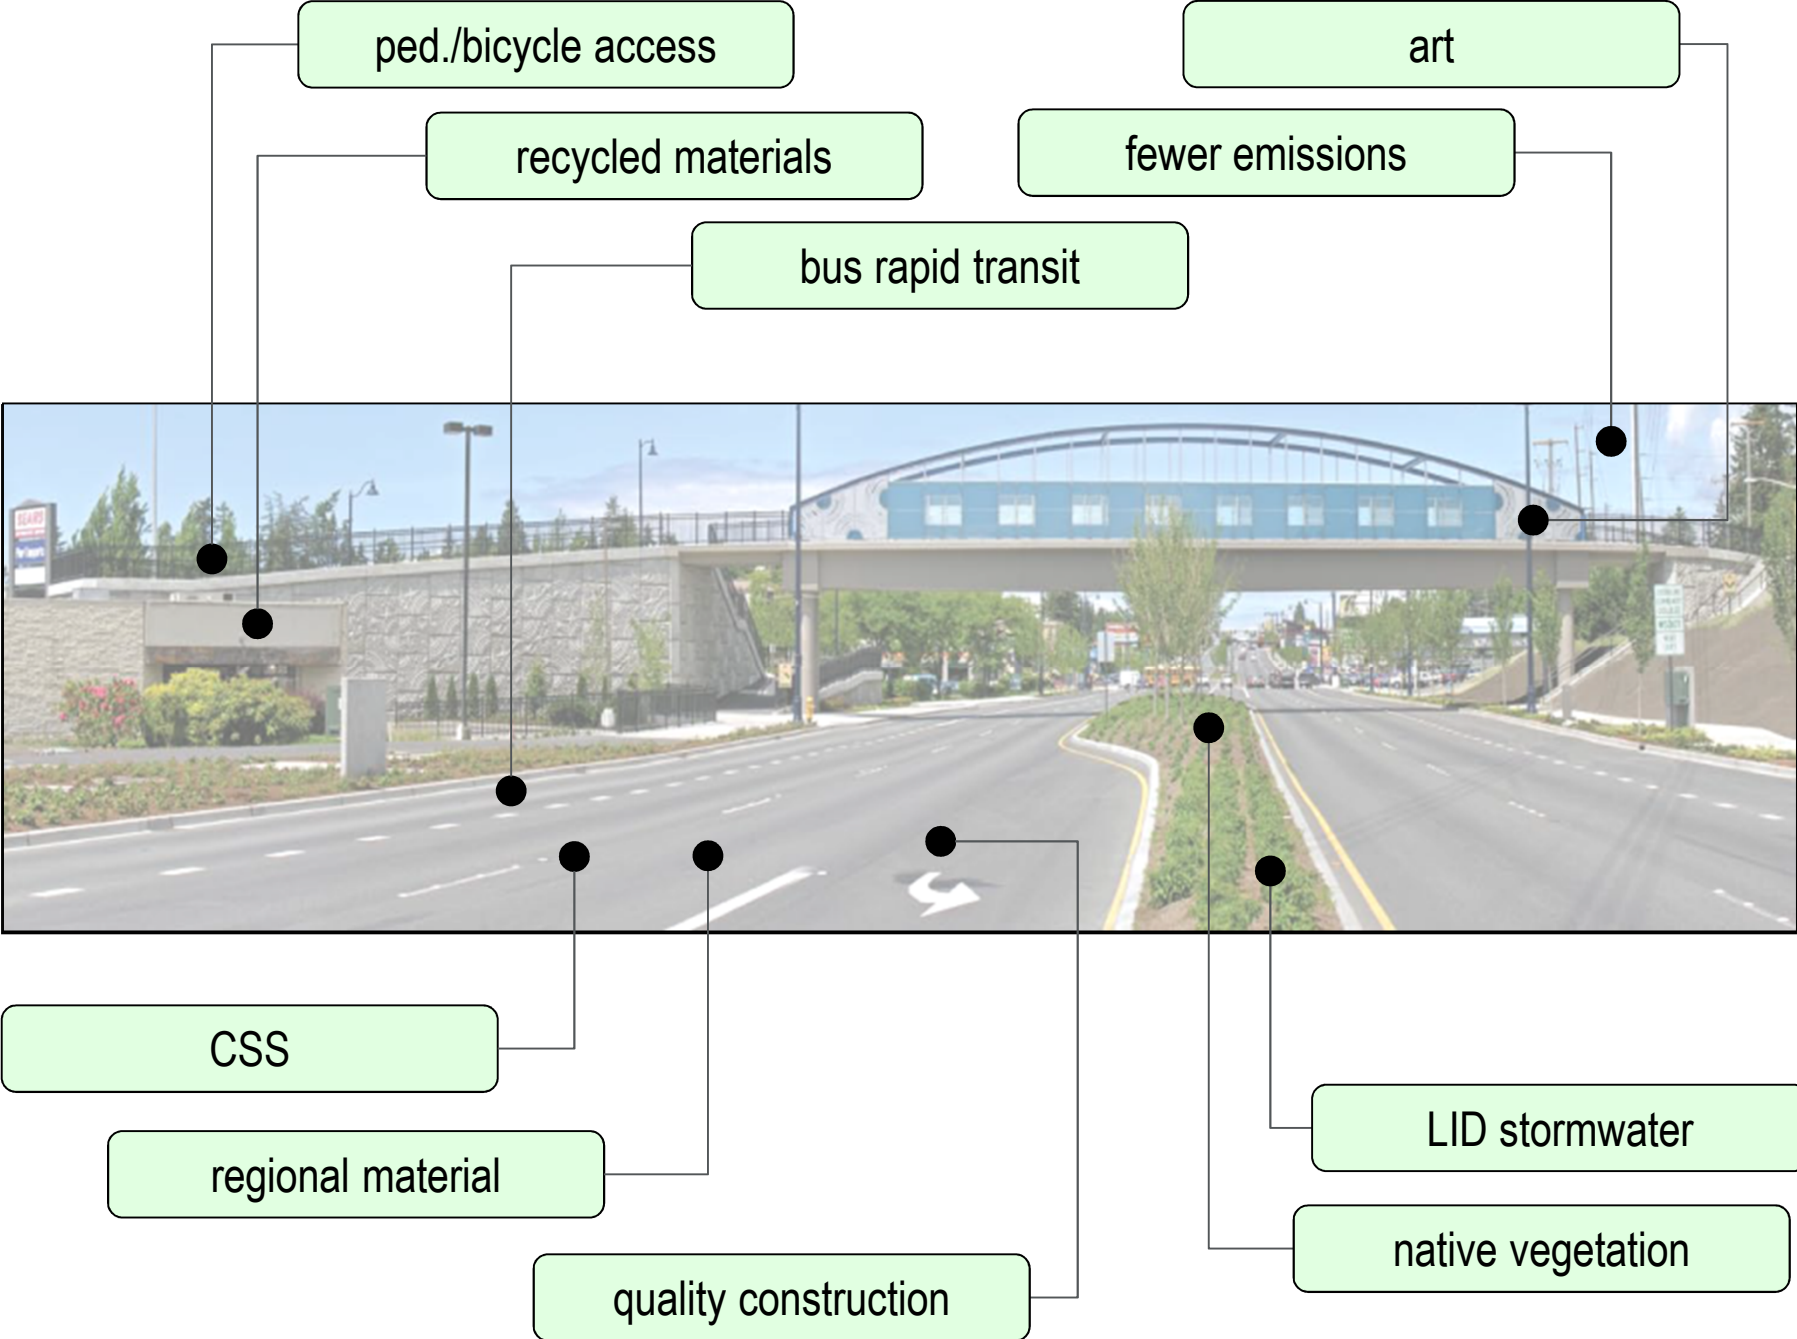 ped./bicycle access
art
recycled materials
fewer emissions
bus rapid transit
SEARS
CSS
LID stormwater
regional material
native vegetation
quality construction